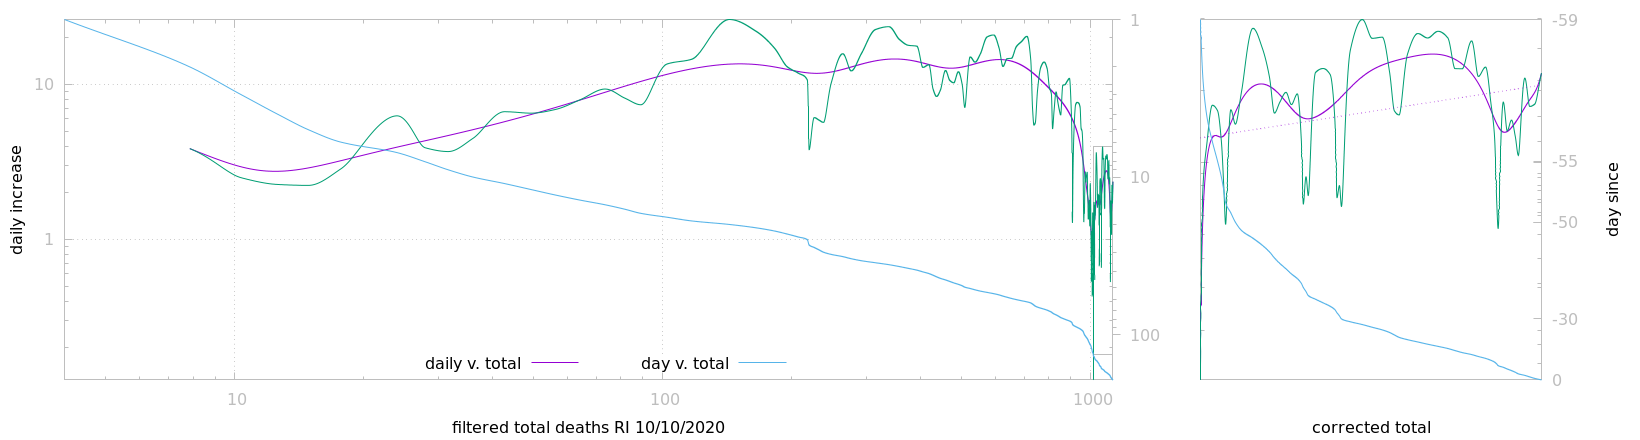 daily increase
10
1
daily v. total
day v. total
10
100
1000
filtered total deaths RI 10/10/2020
1
10
100
-59
-55
-50
-30
0
day since
corrected total